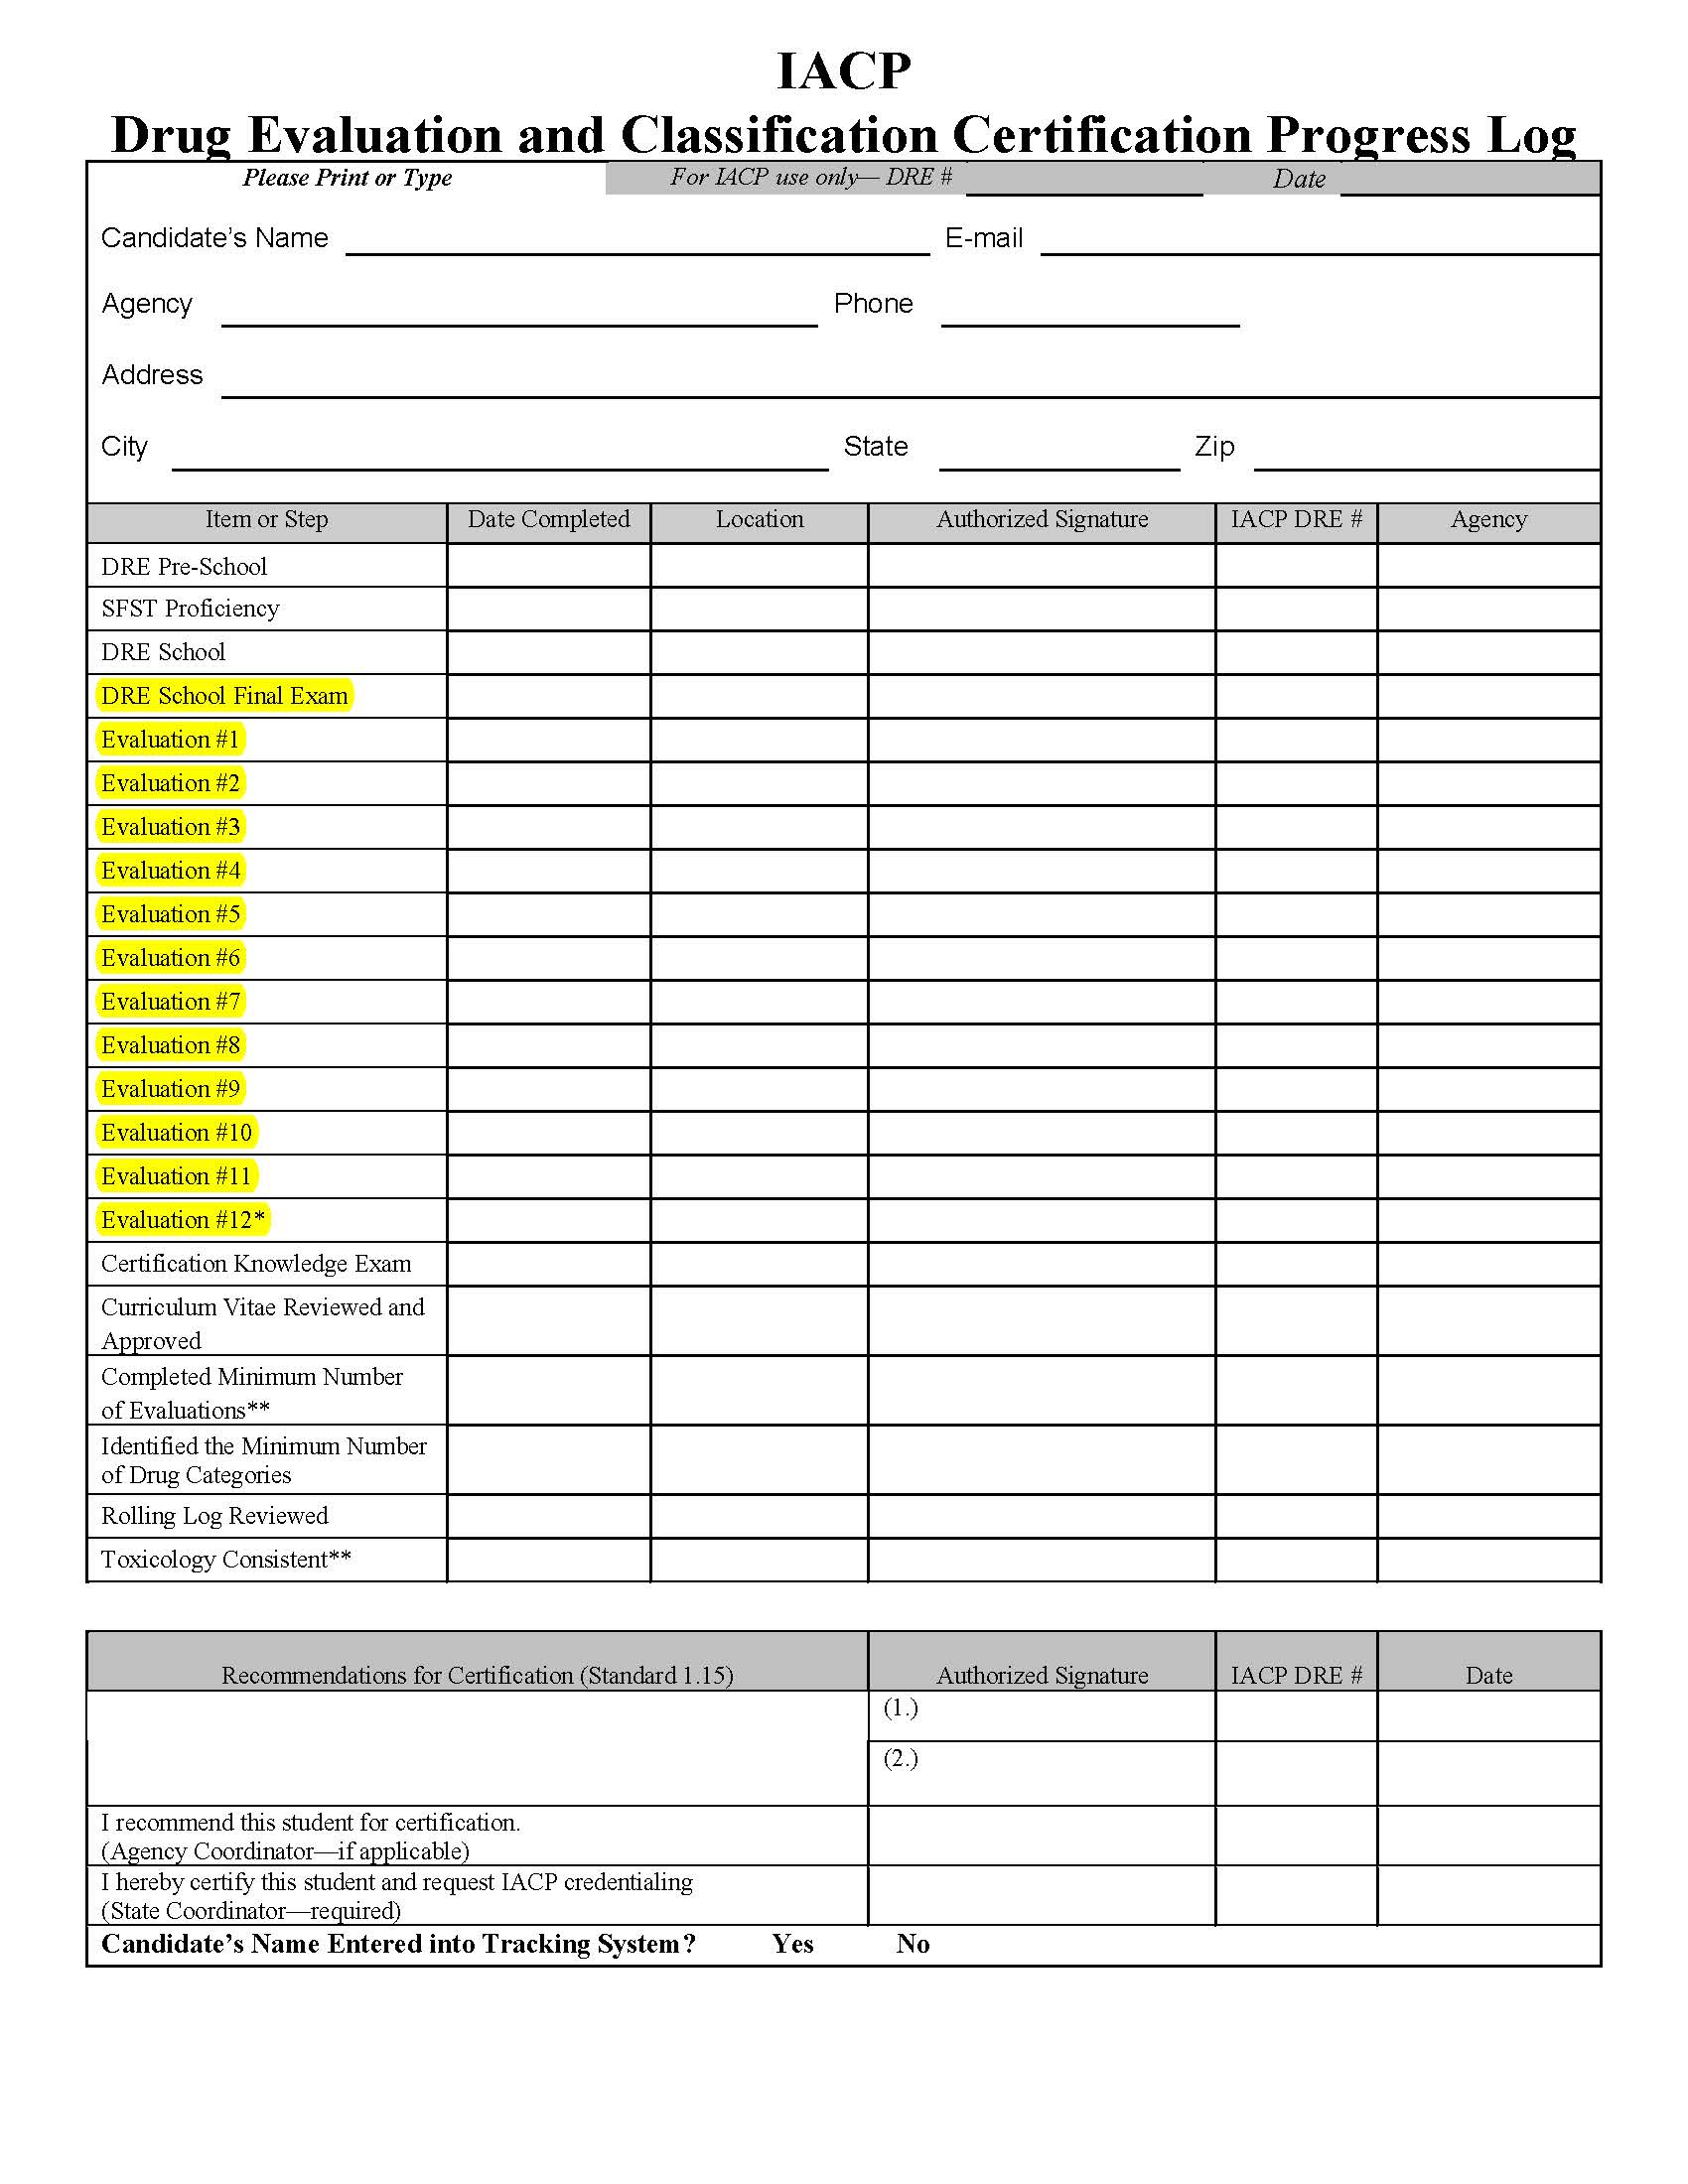 IACP
Drug Evaluation and Classification Certification Progress Log
Please Print or Type For IACP use only— DRE # Date
Candidate’s Name E-mail
Agency Phone
Address
City State Zip
Item or Step Date Completed Location Authorized Signature IACP DRE # Agency
DRE Pre-School
SFST Proficiency
DRE School
DRE School Final Exam
Evaluation #1
Evaluation #2
Evaluation #3
Evaluation #4
Evaluation #5
Evaluation #6
Evaluation #7
Evaluation #8
Evaluation #9
Evaluation #10
Evaluation #11
Evaluation #12*
Certification Knowledge Exam
Curriculum Vitae Reviewed and
Approved
Completed Minimum Number
of Evaluations**
Identified the Minimum Number
of Drug Categories
Rolling Log Reviewed
Toxicology Consistent**
Recommendations for Certification (Standard 1.15) Authorized Signature IACP DRE # Date
(1.)
(2.)
I recommend this student for certification.
(Agency Coordinator—if applicable)
I hereby certify this student and request IACP credentialing
(State Coordinator—required)
Candidate’s Name Entered into Tracking System? Yes No